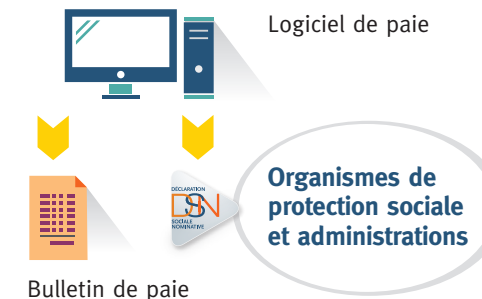 Logiciel de paie
DÉCLARATION
DSN
SOCIALE
NOMINATIVE
Organismes de
protection sociale
et administrations
Bulletin de paie